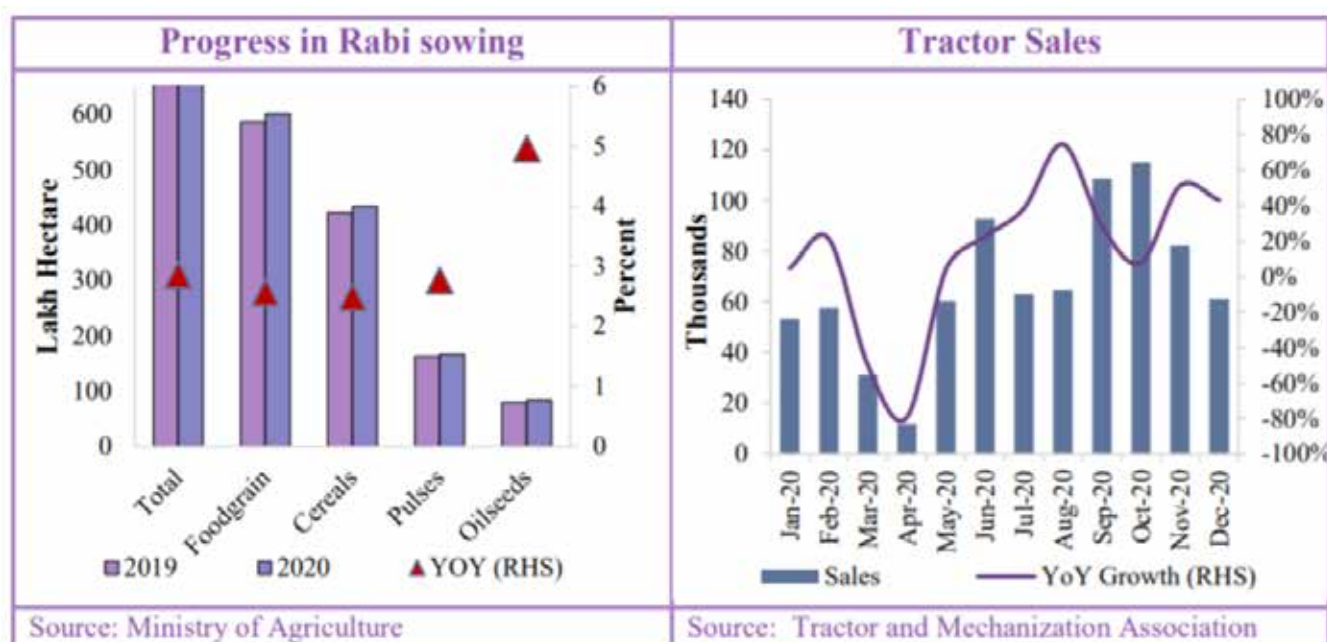 Progress in Rabi sowing
Lakh Hectare
600
500
400
300
200
100
0
6
5
4
3
2
1
0
Percent
Total
Foodgrain
Cereals
Pulses
Oilseeds
2019 2020 YOY (RHS)
Source: Ministry of Agriculture
Tractor Sales
Thousands
140
120
100
80
60
40
20
0
100%
80%
60%
40%
20%
0%
-20%
-40%
-60%
-80%
-100%
Jan-20
Feb-20
Mar-20
Apr-20
May-20
Jun-20
Jul-20
Aug-20
Sep-20
Oct-20
Nov-20
Dec-20
Sales YoY Growth (RHS)
Source: Tractor and Mechanization Association